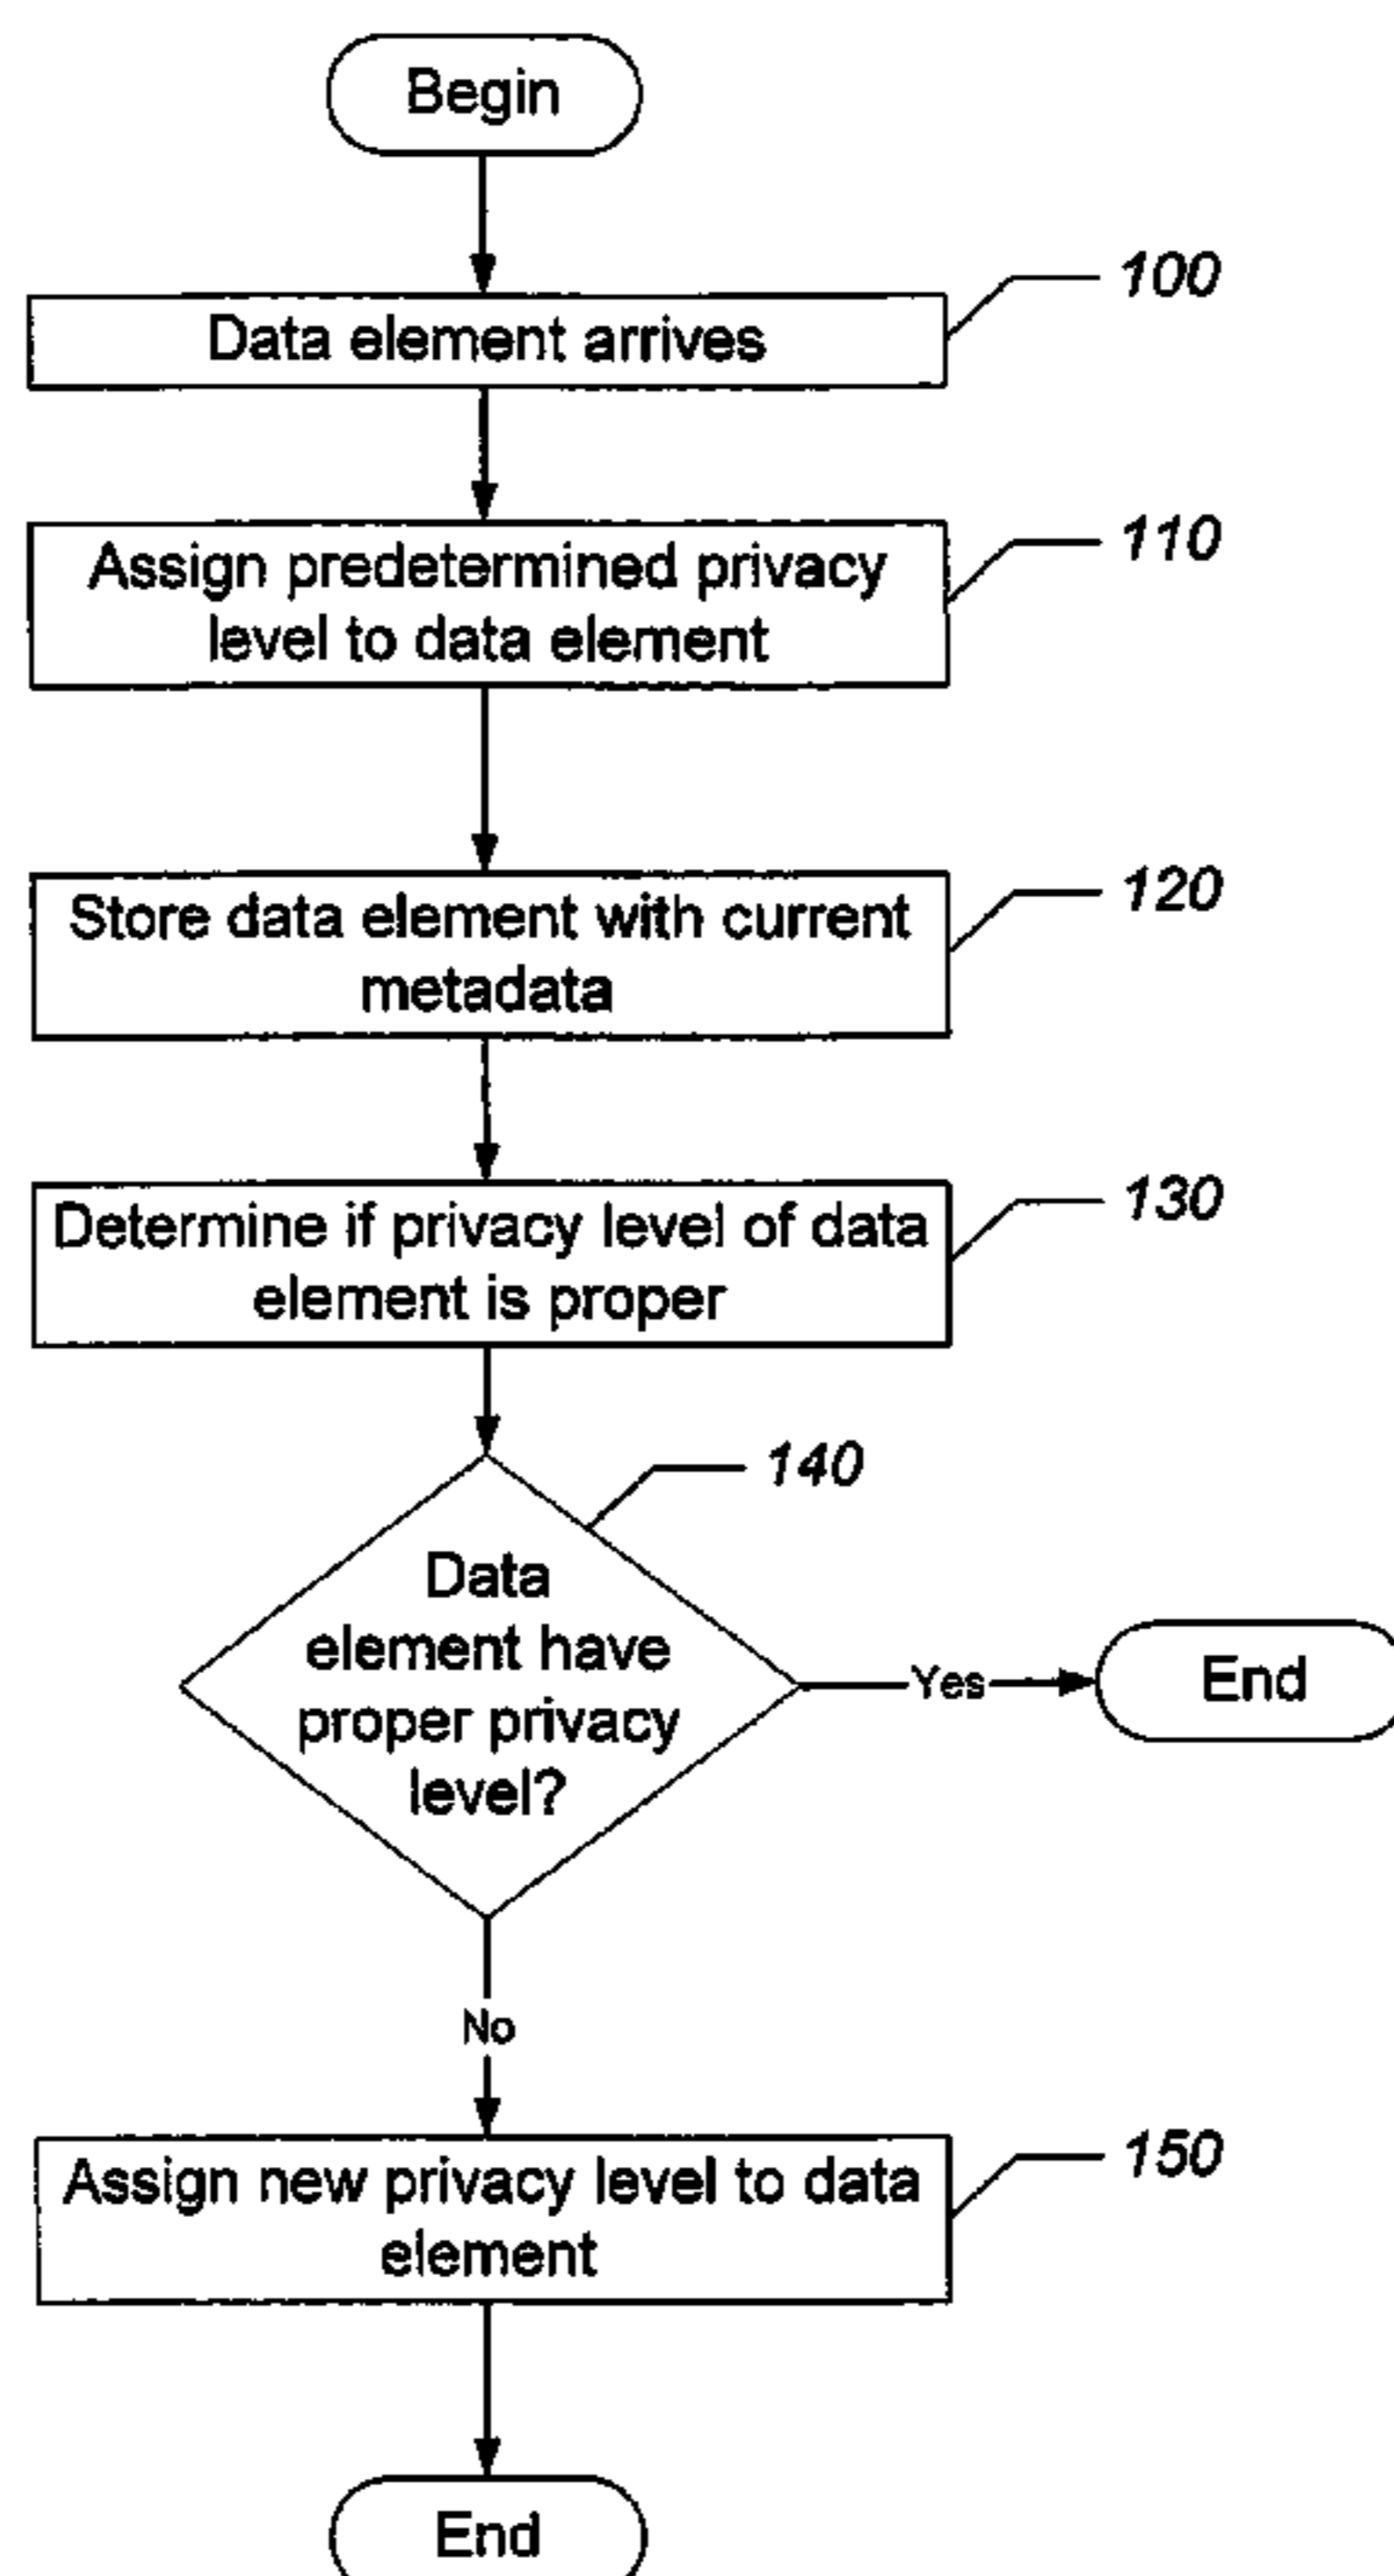 Begin
100
Data element arrives
110
Assign predetermined privacy
level to data element
120
Store data element with current
metadata
130
Determine if privacy level of data
element is proper
140
Data
element have
proper privacy
level?
Yes
End
No
150
Assign new privacy level to data
element
End